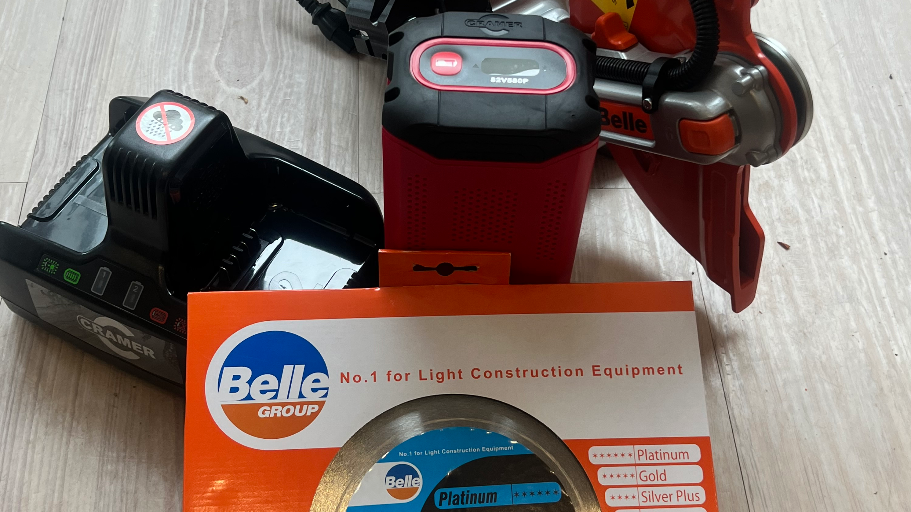 CRAMER
82V580P
Belle
CRAMER
Belle
GROUP
No.1 for Light Construction Equipment
No.1 for Light Construction Equipment
Belle
Platinum ******
****** Platinum
***** Gold
**** Silver Plus